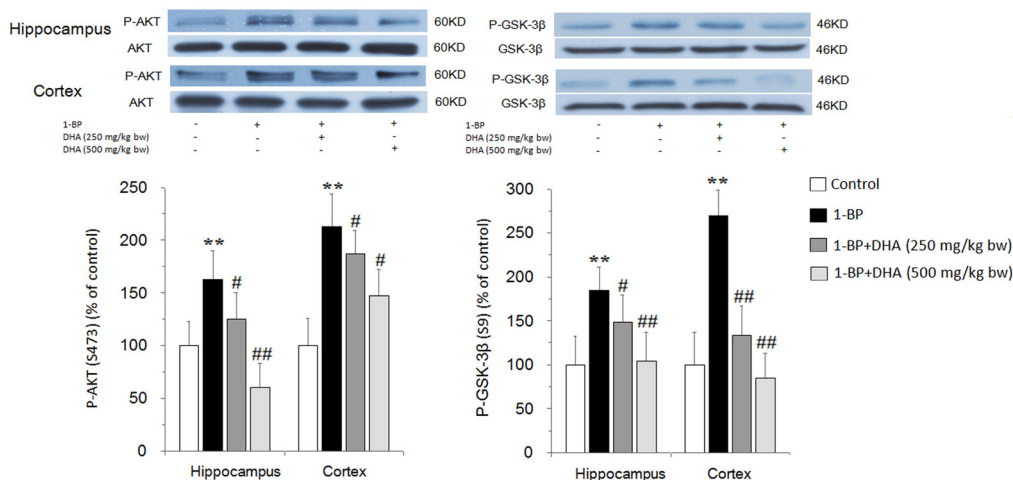 Hippocampus
P-AKT 60KD
AKT 60KD
Cortex
P-AKT 60KD
AKT 60KD
1-BP - + + +
DHA (250 mg/kg bw) - - + -
DHA (500 mg/kg bw) - - - +
P-GSK-3β 46KD
GSK-3β 46KD
P-GSK-3β 46KD
GSK-3β 46KD
1-BP - + + +
DHA (250 mg/kg bw) - - + -
DHA (500 mg/kg bw) - - - +
P-AKT (S473) (% of control)
250
200
150
100
50
0
**
#
##
**
#
#
Hippocampus Cortex
P-GSK-3β (S9) (% of control)
300
250
200
150
100
50
0
**
#
##
**
##
##
Hippocampus Cortex
Control
1-BP
1-BP+DHA (250 mg/kg bw)
1-BP+DHA (500 mg/kg bw)